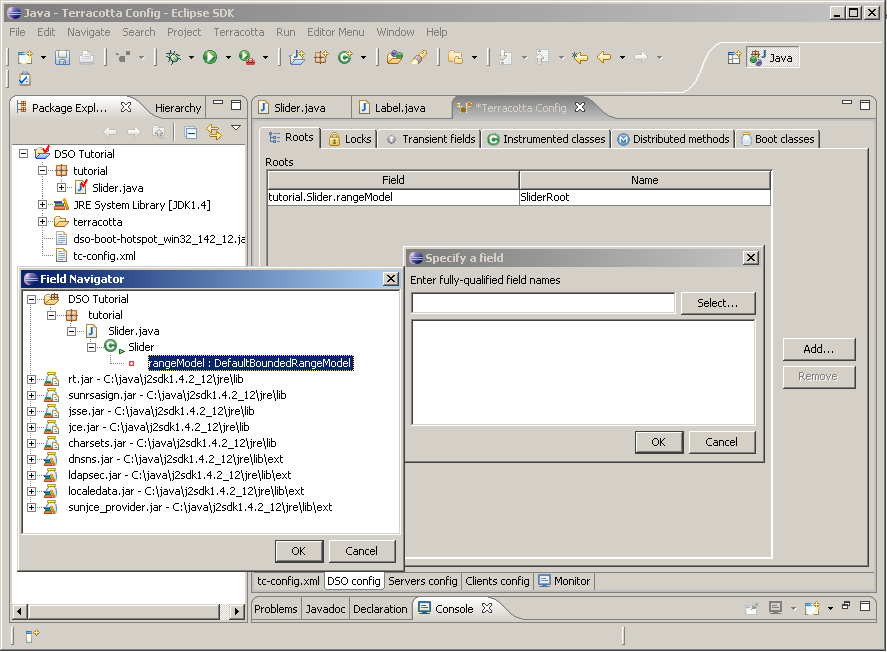 Java - Terracotta Config - Eclipse SDK
File Edit Navigate Search Project Terracotta Run Editor Menu Window Help
Java
Package Expl... Hierarchy
Slider.java Label.java *Terracotta Config
DSO Tutorial
tutorial
Slider.java
JRE System Library [JDK1.4]
terracotta
dso-boot-hotspot_win32_142_12.ja
tc-config.xml
Roots Locks Transient fields Instrumented classes Distributed methods Boot classes
Roots
Field Name
tutorial.Slider.rangeModel SliderRoot
Add...
Remove
Specify a field
Enter fully-qualified field names
Select...
OK Cancel
Field Navigator
DSO Tutorial
tutorial
Slider.java
Slider
rangeModel : DefaultBoundedRangeModel
rt.jar - C:\java\j2sdk1.4.2_12\jre\lib
sunrsasign.jar - C:\java\j2sdk1.4.2_12\jre\lib
jsse.jar - C:\java\j2sdk1.4.2_12\jre\lib
jce.jar - C:\java\j2sdk1.4.2_12\jre\lib
charsets.jar - C:\java\j2sdk1.4.2_12\jre\lib
dnsns.jar - C:\java\j2sdk1.4.2_12\jre\lib\ext
ldapsec.jar - C:\java\j2sdk1.4.2_12\jre\lib\ext
localedata.jar - C:\java\j2sdk1.4.2_12\jre\lib\ext
sunjce_provider.jar - C:\java\j2sdk1.4.2_12\jre\lib\ext
OK Cancel
tc-config.xml DSO config Servers config Clients config Monitor
Problems Javadoc Declaration Console